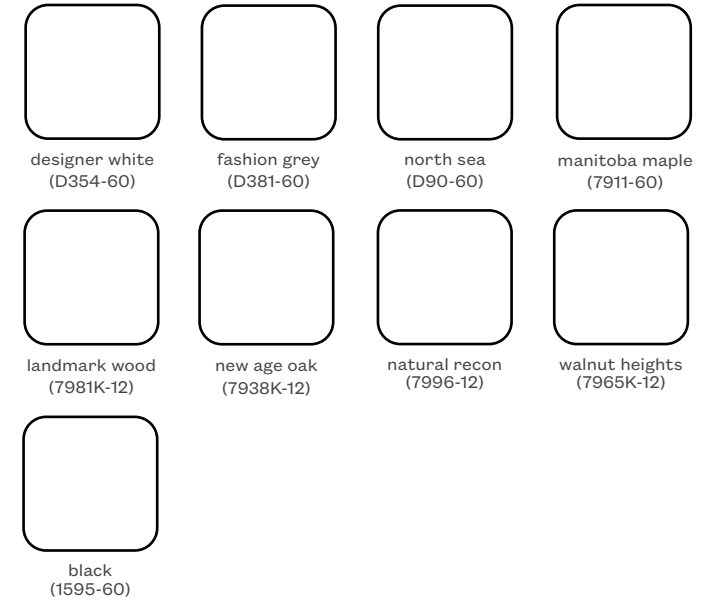 designer white
(D354-60)
fashion grey
(D381-60)
north sea
(D90-60)
manitoba maple
(7911-60)
landmark wood
(7981K-12)
new age oak
(7938K-12)
natural recon
(7996-12)
walnut heights
(7965K-12)
black
(1595-60)